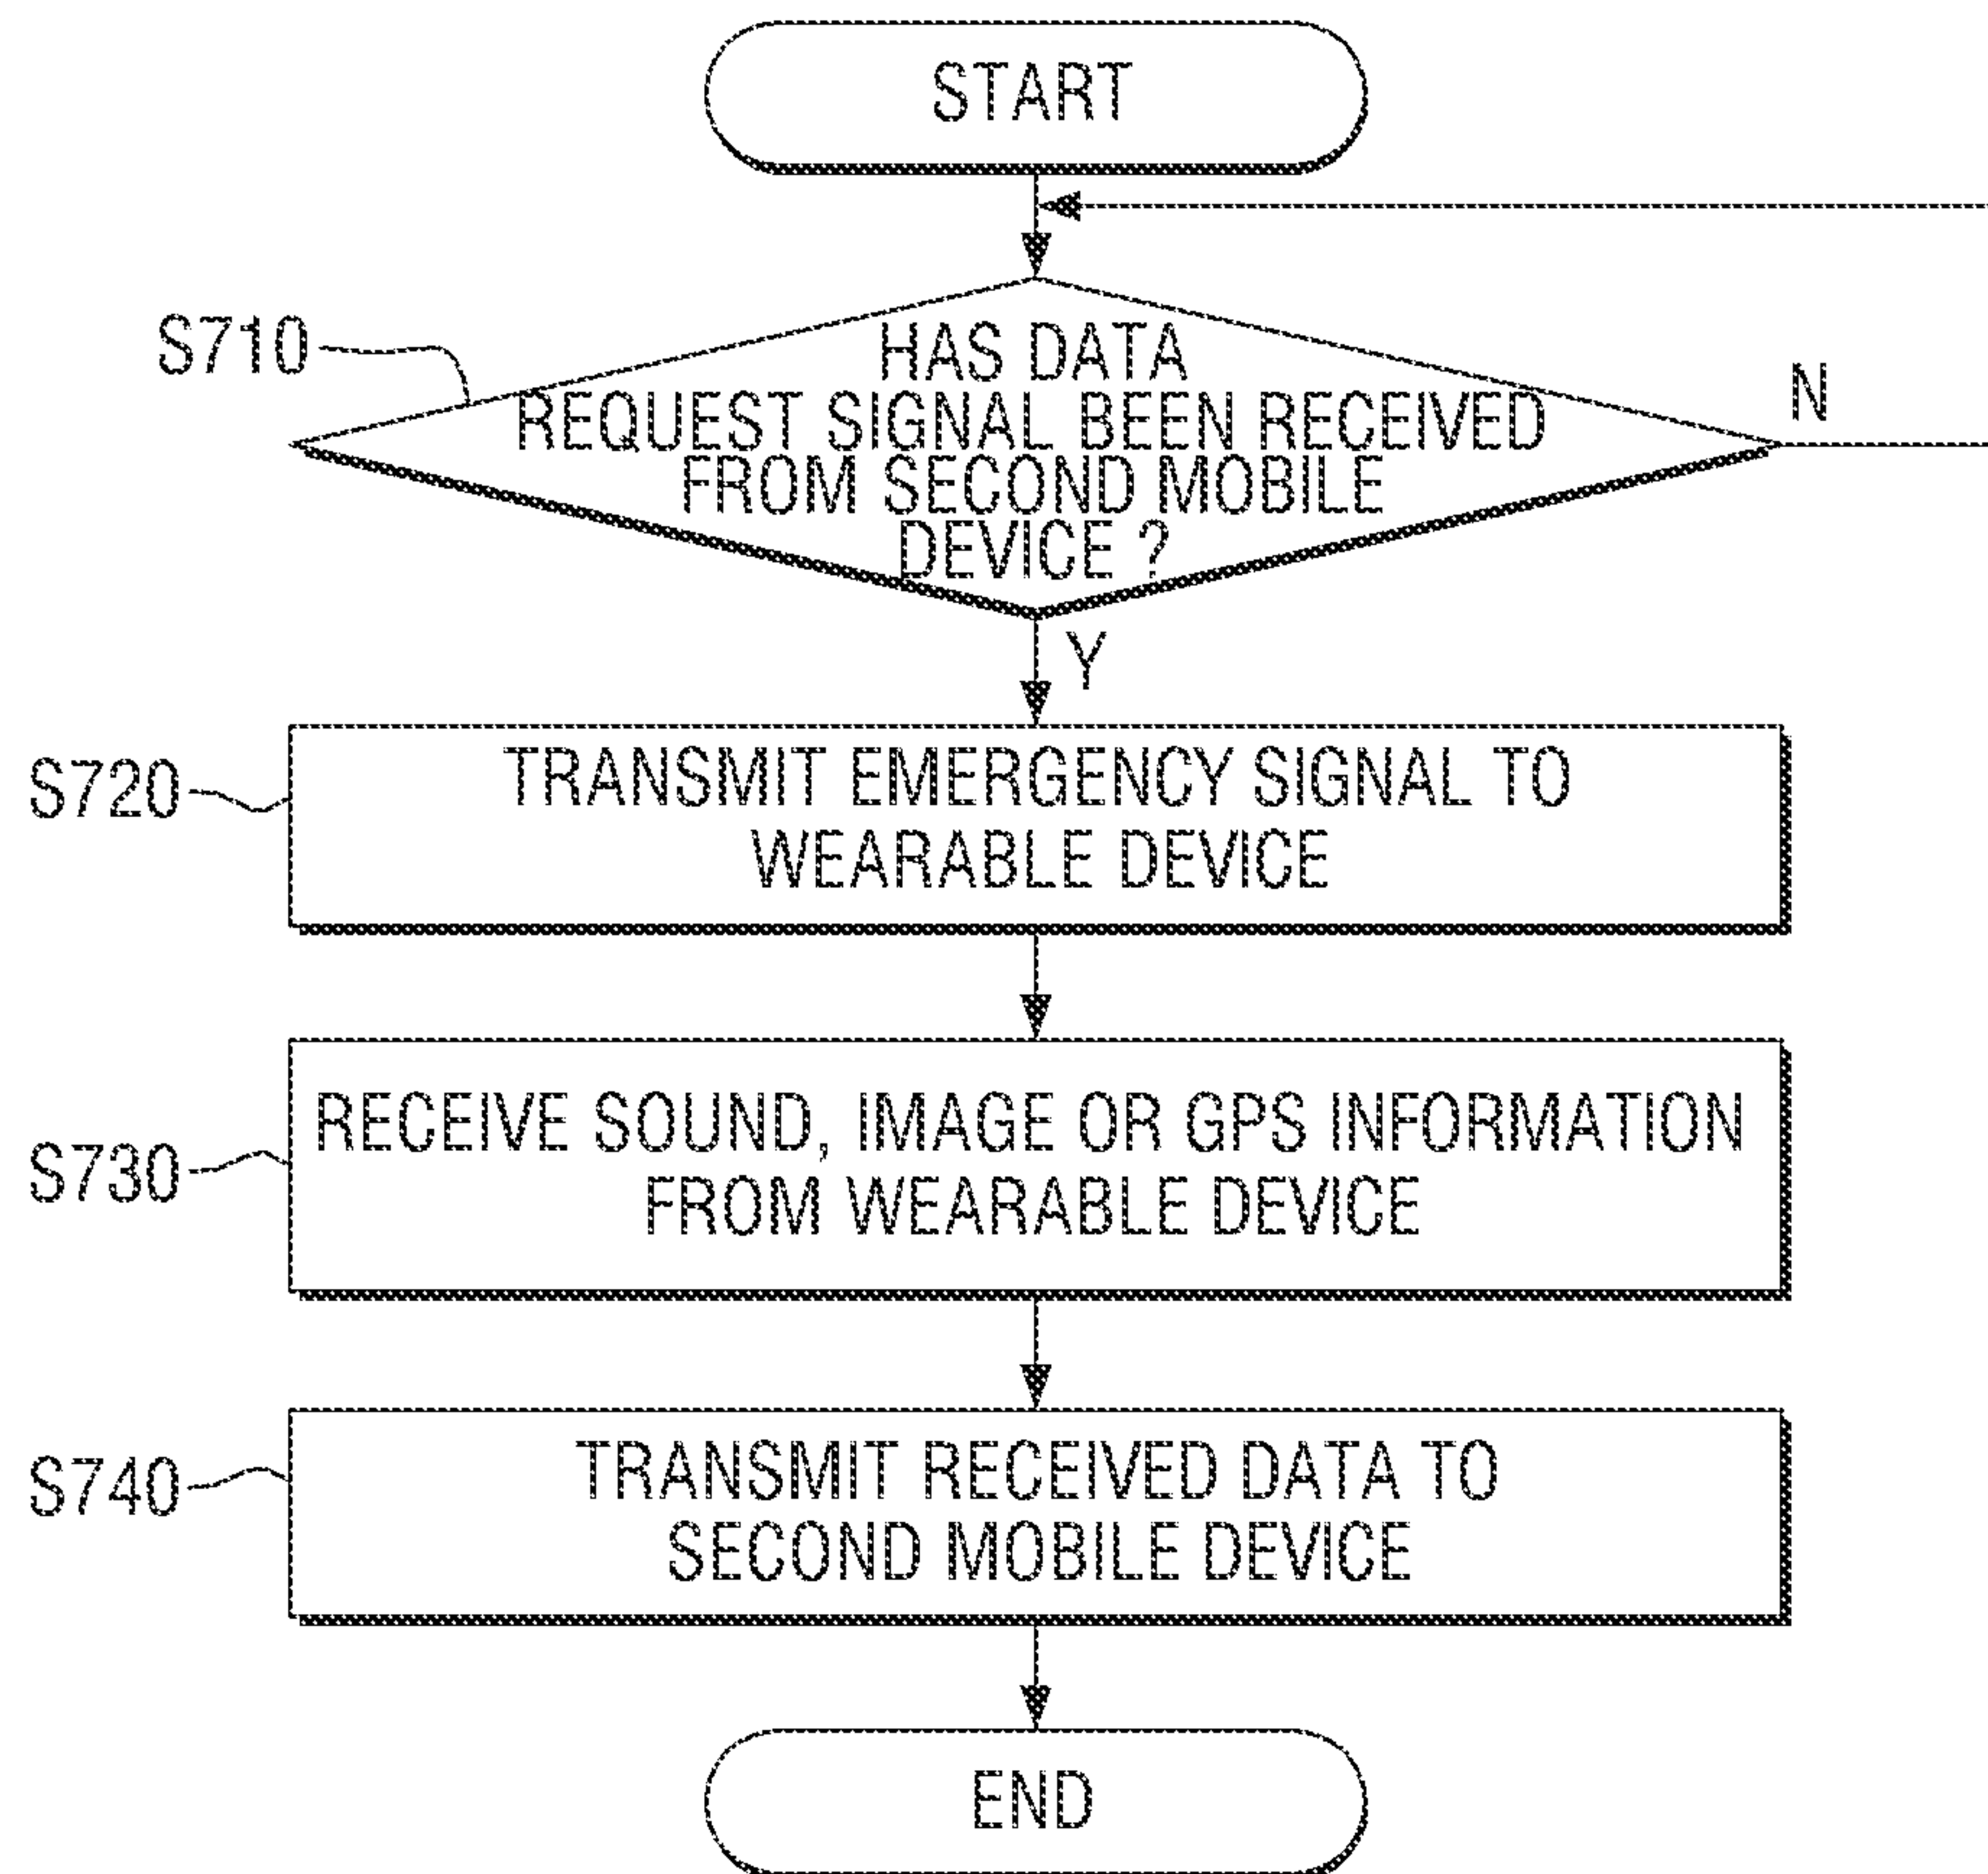 START
S710
HAS DATA
REQUEST SIGNAL BEEN RECEIVED
FROM SECOND MOBILE
DEVICE ?
N
Y
S720
TRANSMIT EMERGENCY SIGNAL TO
WEARABLE DEVICE
S730
RECEIVE SOUND, IMAGE OR GPS INFORMATION
FROM WEARABLE DEVICE
S740
TRANSMIT RECEIVED DATA TO
SECOND MOBILE DEVICE
END